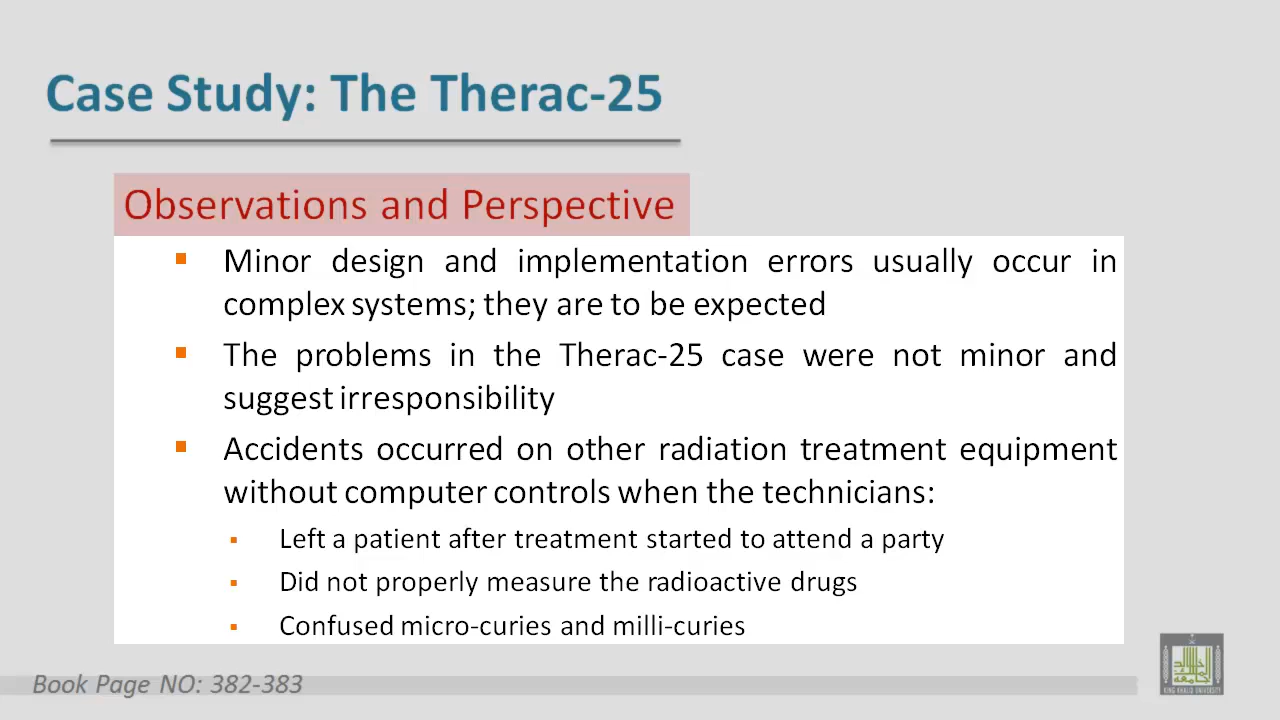 Case Study: The Therac-25
Observations and Perspective
Minor design and implementation errors usually occur in
complex systems; they are to be expected
The problems in the Therac-25 case were not minor and
suggest irresponsibility
Accidents occurred on other radiation treatment equipment
without computer controls when the technicians:
Left a patient after treatment started to attend a party
Did not properly measure the radioactive drugs
Confused micro-curies and milli-curies
Book Page NO: 382-383
KING KHALID UNIVERSITY